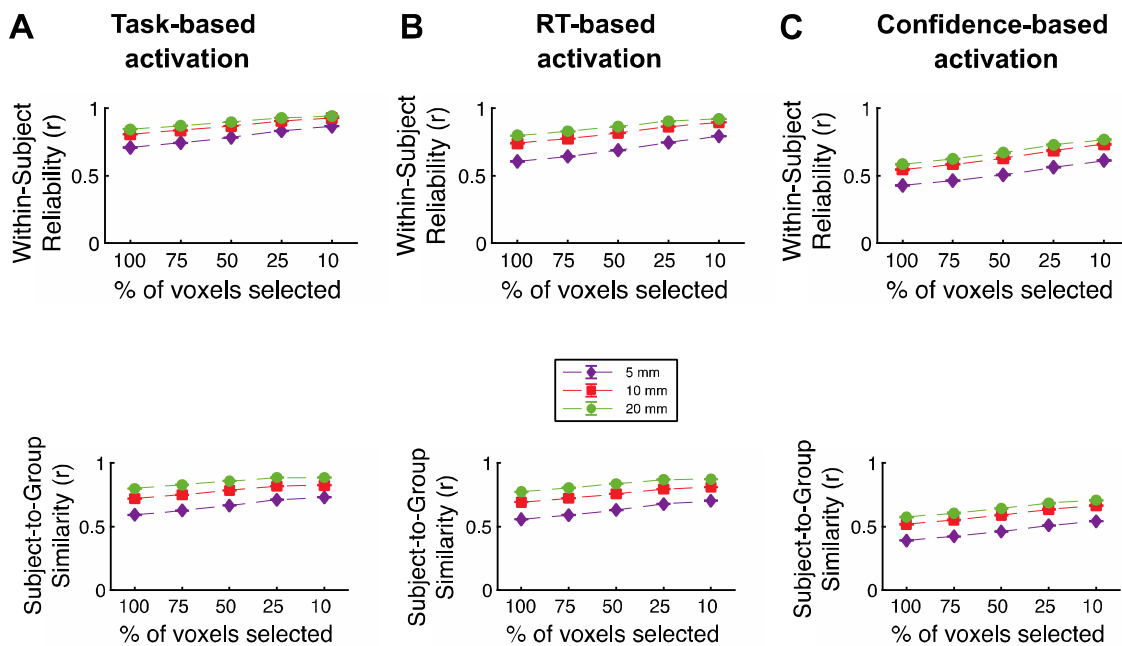 A
Task-based
activation
Within-Subject
Reliability (r)
1
0.5
0
100 75 50 25 10
% of voxels selected
B
RT-based
activation
Within-Subject
Reliability (r)
1
0.5
0
100 75 50 25 10
% of voxels selected
C
Confidence-based
activation
Within-Subject
Reliability (r)
1
0.5
0
100 75 50 25 10
% of voxels selected
5 mm
10 mm
20 mm
Subject-to-Group
Similarity (r)
1
0.5
0
100 75 50 25 10
% of voxels selected
Subject-to-Group
Similarity (r)
1
0.5
0
100 75 50 25 10
% of voxels selected
Subject-to-Group
Similarity (r)
1
0.5
0
100 75 50 25 10
% of voxels selected